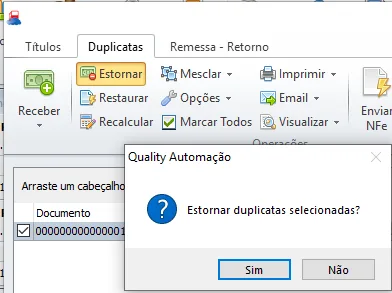 Títulos
Duplicatas
Remessa - Retorno
Receber
Estornar
Restaurar
Recalcular
Mesclar
Opções
Marcar Todos
Imprimir
Email
Visualizar
Enviar
NFe
Operações
Quality Automação
Estornar duplicatas selecionadas?
Sim
Não
Arraste um cabeçalho
Documento
000000000000001